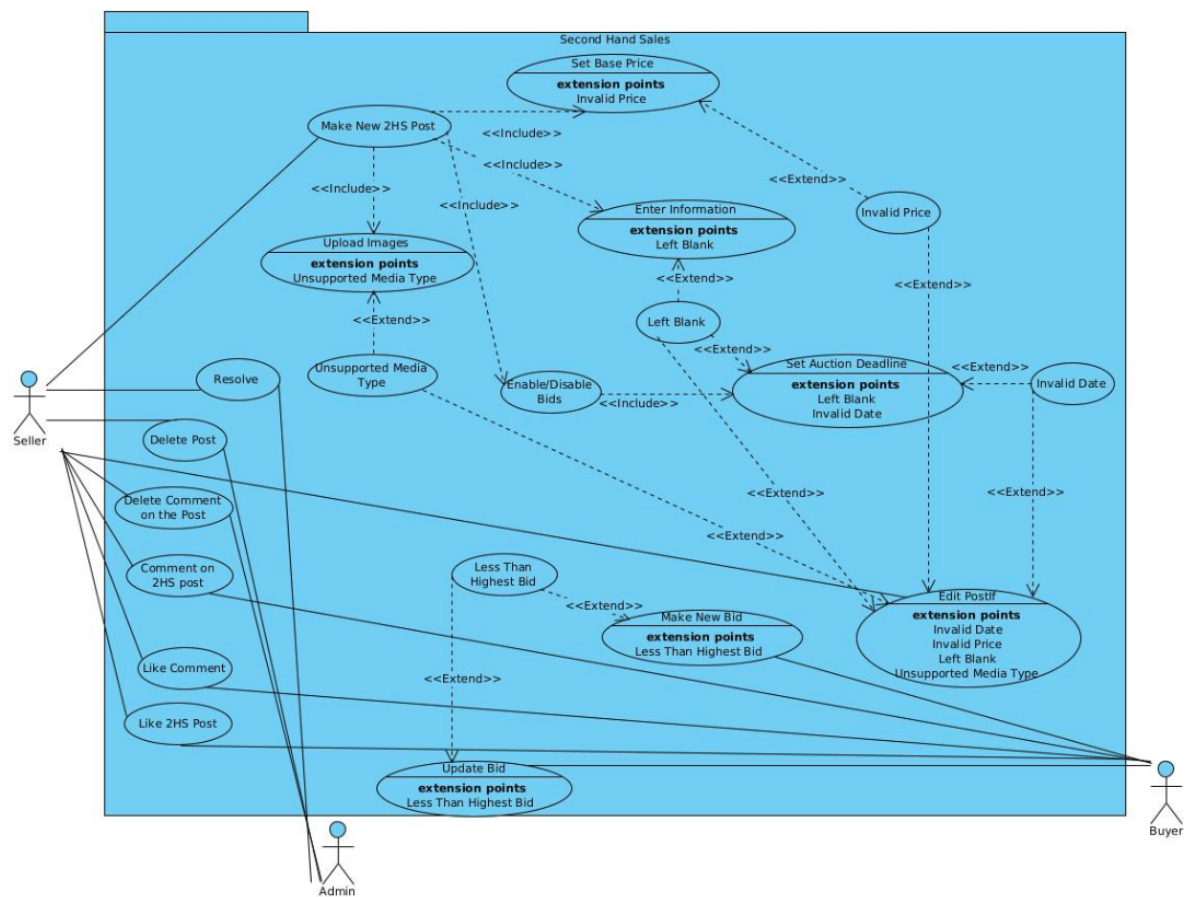 Second Hand Sales
Set Base Price
extension points
Invalid Price
Make New 2HS Post
<<Include>>
<<Include>>
<<Include>>
<<Include>>
<<Extend>>
Invalid Price
Enter Information
extension points
Left Blank
Upload Images
extension points
Unsupported Media Type
<<Extend>>
<<Extend>>
<<Extend>>
Left Blank
<<Extend>>
Unsupported Media
Type
Set Auction Deadline
extension points
Left Blank
Invalid Date
<<Extend>>
Invalid Date
Enable/Disable
Bids
<<Include>>
Resolve
Seller
Delete Post
Delete Comment
on the Post
<<Extend>>
<<Extend>>
<<Extend>>
Comment on
2HS post
Less Than
Highest Bid
<<Extend>>
Make New Bid
extension points
Less Than Highest Bid
Edit PostIf
extension points
Invalid Date
Invalid Price
Left Blank
Unsupported Media Type
Like Comment
<<Extend>>
Like 2HS Post
Update Bid
extension points
Less Than Highest Bid
Buyer
Admin